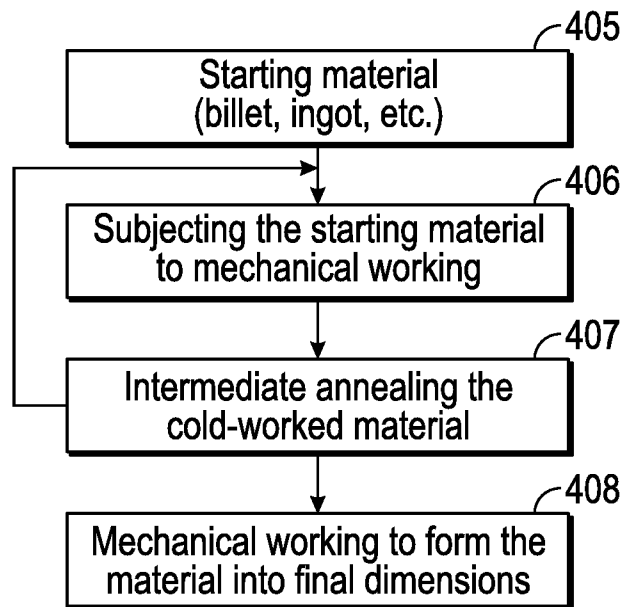 405
Starting material
(billet, ingot, etc.)
406
Subjecting the starting material
to mechanical working
407
Intermediate annealing the
cold-worked material
408
Mechanical working to form the
material into final dimensions